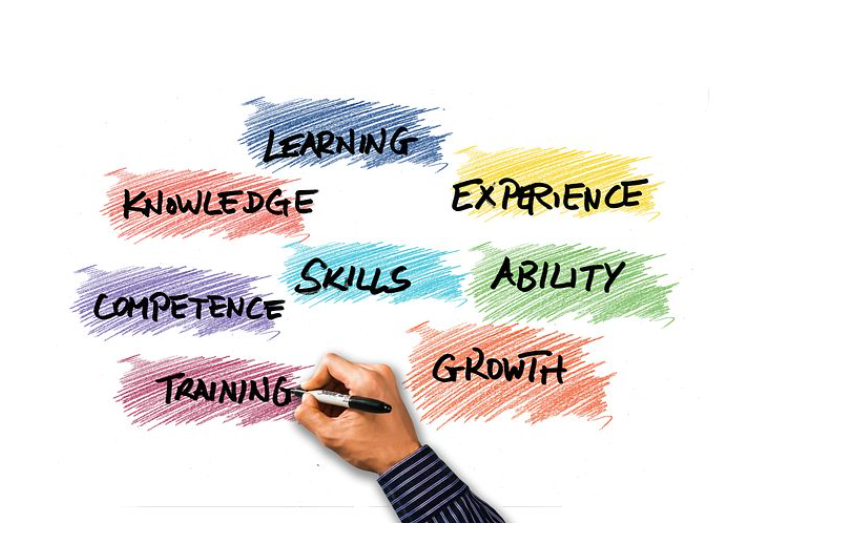 LEARNING
KNOWLEDGE
EXPERIENCE
SKILLS
ABILITY
COMPETENCE
GROWTH
TRAINING